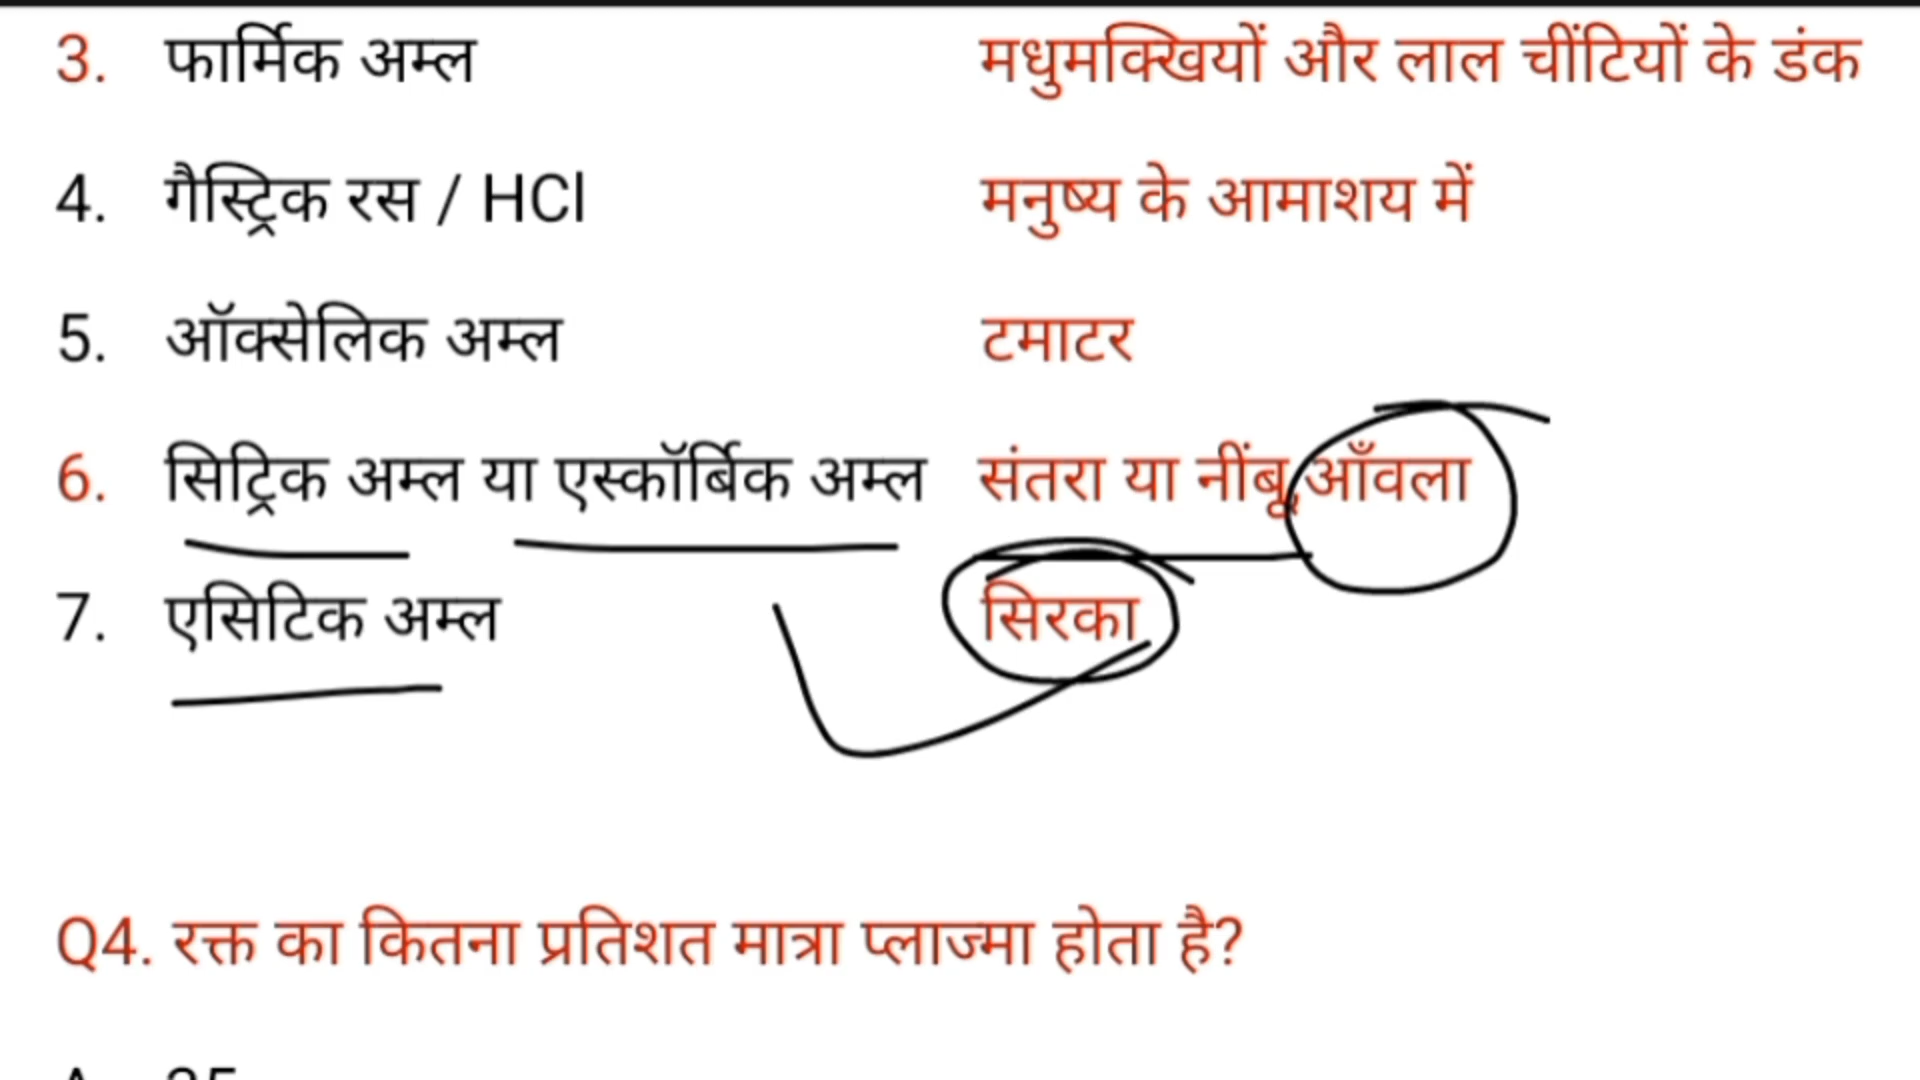 3. फार्मिक अम्ल मधुमक्खियों और लाल चींटियों के डंक
4. गैस्ट्रिक रस / HCl मनुष्य के आमाशय में
5. ऑक्सेलिक अम्ल टमाटर
6. सिट्रिक अम्ल या एस्कॉर्बिक अम्ल संतरा या नींबू,आँवला
7. एसिटिक अम्ल सिरका
Q4. रक्त का कितना प्रतिशत मात्रा प्लाज्मा होता है?